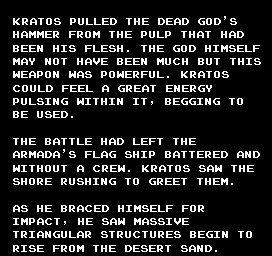 KRATOS PULLED THE DEAD GOD'S
HAMMER FROM THE PULP THAT HAD
BEEN HIS FLESH. THE GOD HIMSELF
MAY NOT HAVE BEEN MUCH BUT THIS
WEAPON WAS POWERFUL. KRATOS
COULD FEEL A GREAT ENERGY
PULSING WITHIN IT, BEGGING TO
BE USED.

THE BATTLE HAD LEFT THE
ARMADA'S FLAG SHIP BATTERED AND
WITHOUT A CREW. KRATOS SAW THE
SHORE RUSHING TO GREET THEM.

AS HE BRACED HIMSELF FOR
IMPACT, HE SAW MASSIVE
TRIANGULAR STRUCTURES BEGIN TO
RISE FROM THE DESERT SAND.